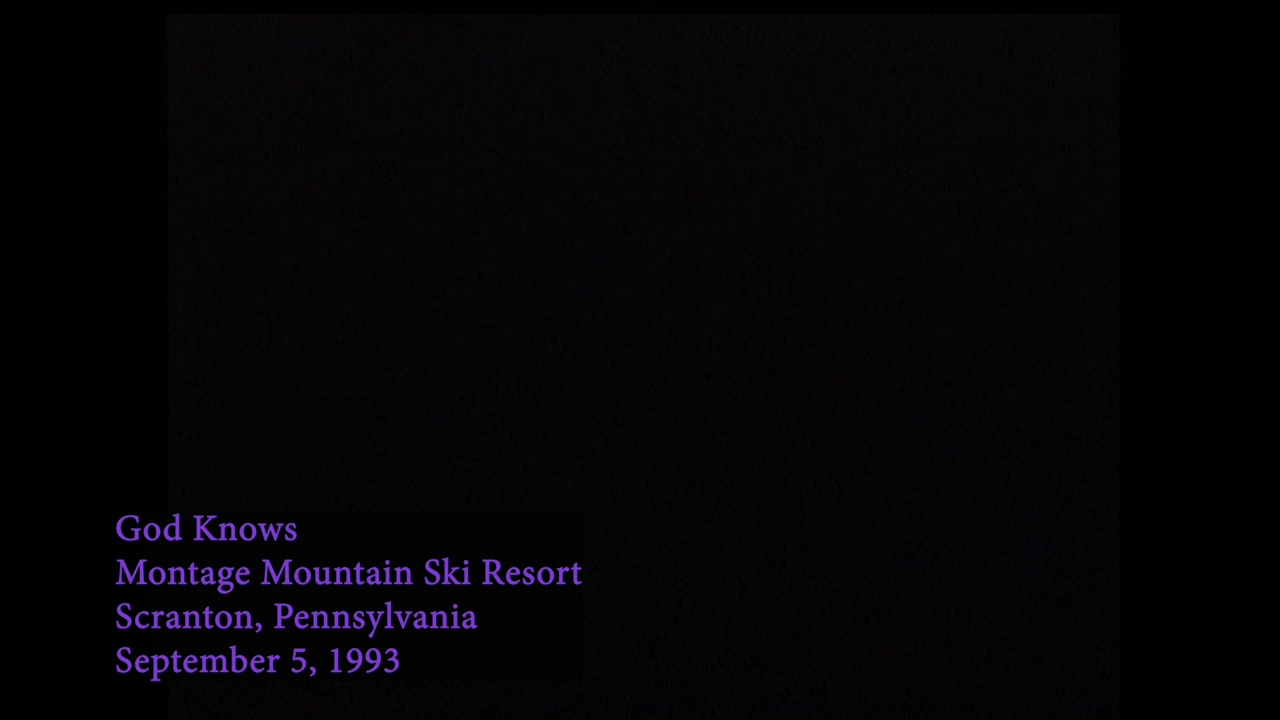 God Knows
Montage Mountain Ski Resort
Scranton, Pennsylvania
September 5, 1993